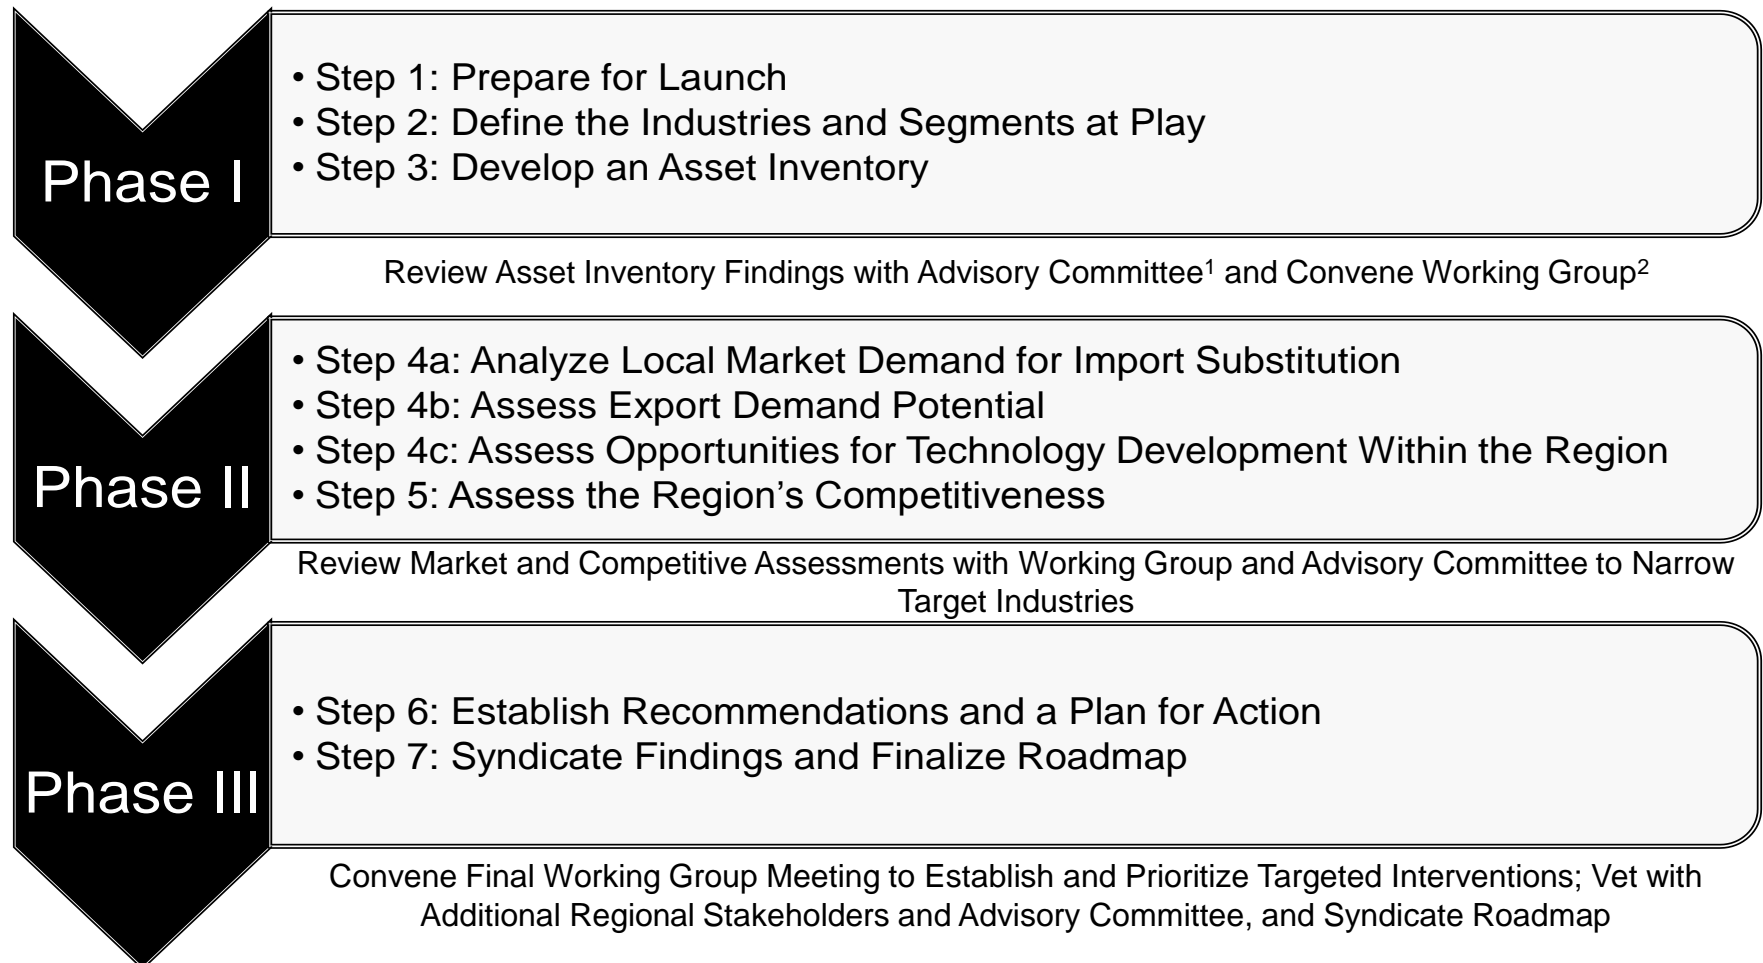 Phase I
• Step 1: Prepare for Launch
• Step 2: Define the Industries and Segments at Play
• Step 3: Develop an Asset Inventory
Review Asset Inventory Findings with Advisory Committee¹ and Convene Working Group²
Phase II
• Step 4a: Analyze Local Market Demand for Import Substitution
• Step 4b: Assess Export Demand Potential
• Step 4c: Assess Opportunities for Technology Development Within the Region
• Step 5: Assess the Region’s Competitiveness
Review Market and Competitive Assessments with Working Group and Advisory Committee to Narrow
Target Industries
Phase III
• Step 6: Establish Recommendations and a Plan for Action
• Step 7: Syndicate Findings and Finalize Roadmap
Convene Final Working Group Meeting to Establish and Prioritize Targeted Interventions; Vet with
Additional Regional Stakeholders and Advisory Committee, and Syndicate Roadmap